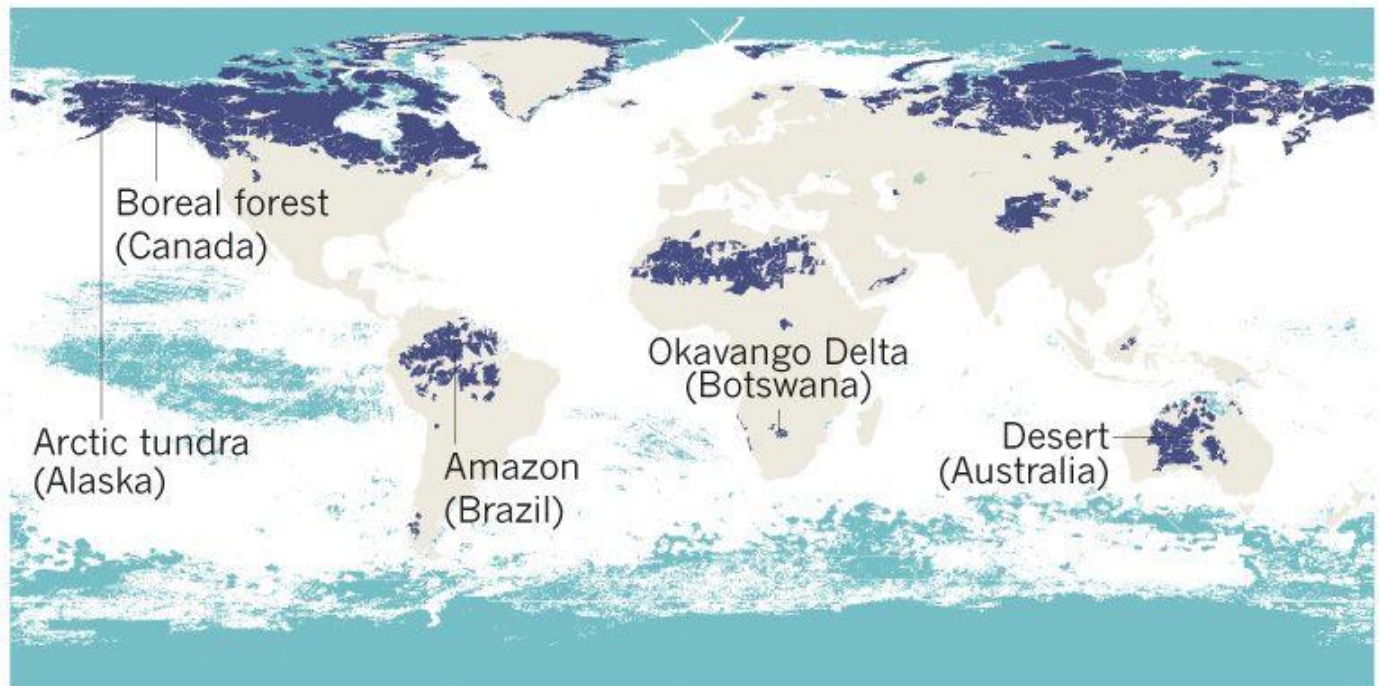 Boreal forest
(Canada)
Okavango Delta
(Botswana)
Arctic tundra
(Alaska)
Amazon
(Brazil)
Desert
(Australia)